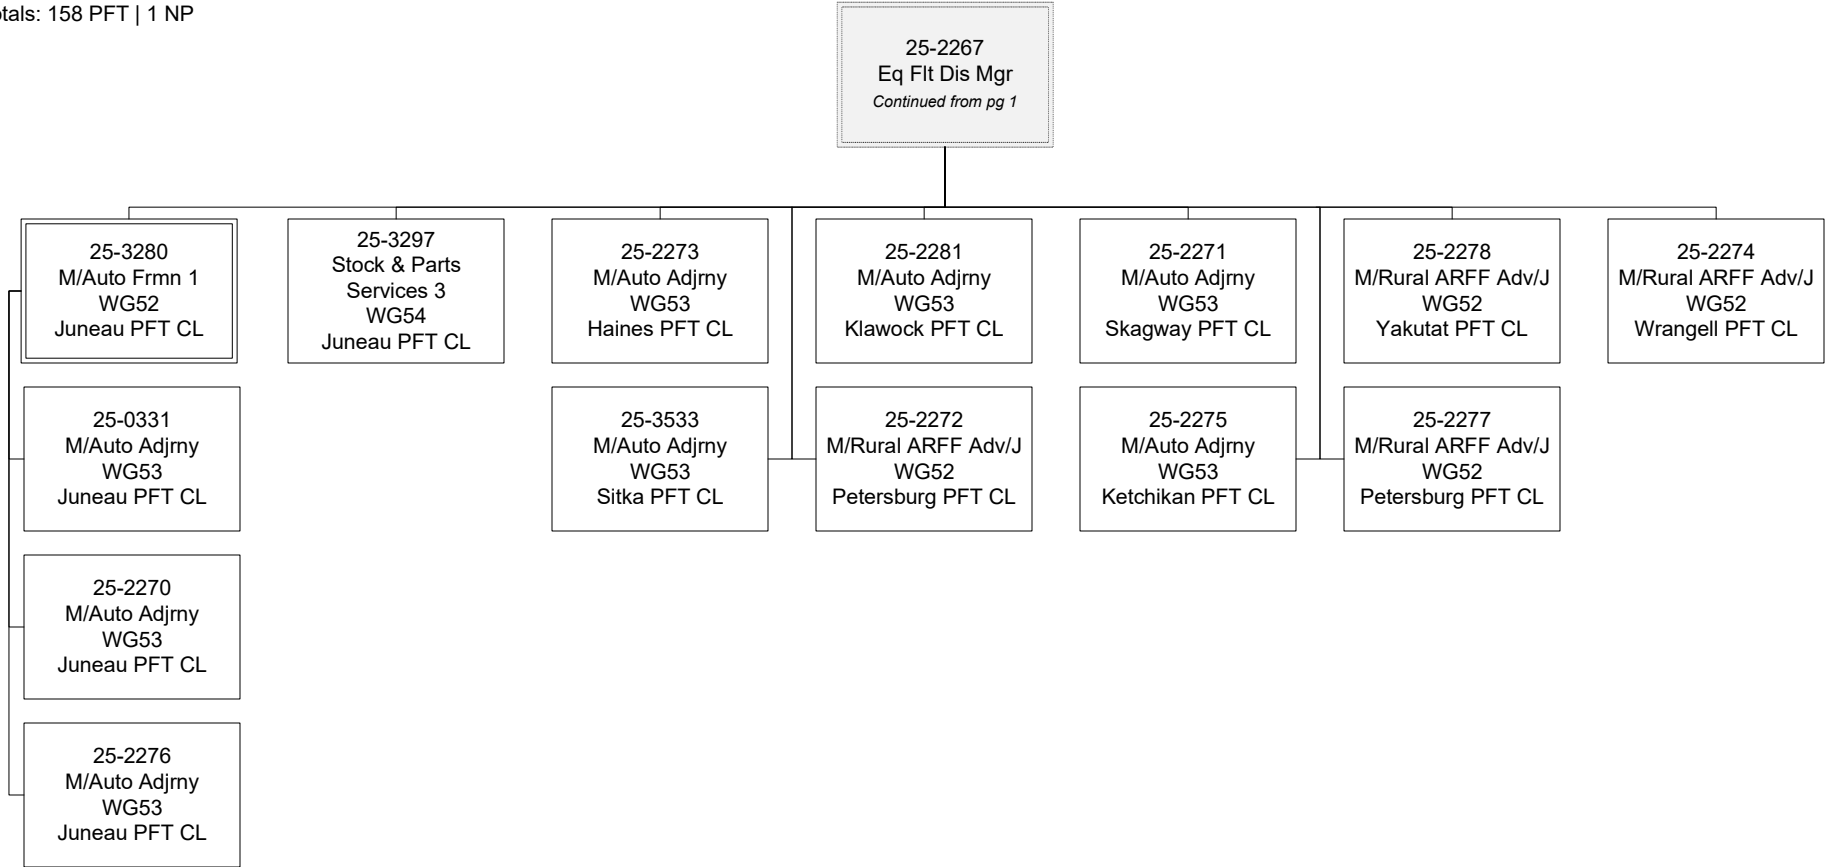 tals: 158 PFT | 1 NP
25-2267
Eq Flt Dis Mgr
Continued from pg 1
25-3280
M/Auto Frmn 1
WG52
Juneau PFT CL
25-3297
Stock & Parts
Services 3
WG54
Juneau PFT CL
25-2273
M/Auto Adjrny
WG53
Haines PFT CL
25-2281
M/Auto Adjrny
WG53
Klawock PFT CL
25-2271
M/Auto Adjrny
WG53
Skagway PFT CL
25-2278
M/Rural ARFF Adv/J
WG52
Yakutat PFT CL
25-2274
M/Rural ARFF Adv/J
WG52
Wrangell PFT CL
25-0331
M/Auto Adjrny
WG53
Juneau PFT CL
25-3533
M/Auto Adjrny
WG53
Sitka PFT CL
25-2272
M/Rural ARFF Adv/J
WG52
Petersburg PFT CL
25-2275
M/Auto Adjrny
WG53
Ketchikan PFT CL
25-2277
M/Rural ARFF Adv/J
WG52
Petersburg PFT CL
25-2270
M/Auto Adjrny
WG53
Juneau PFT CL
25-2276
M/Auto Adjrny
WG53
Juneau PFT CL